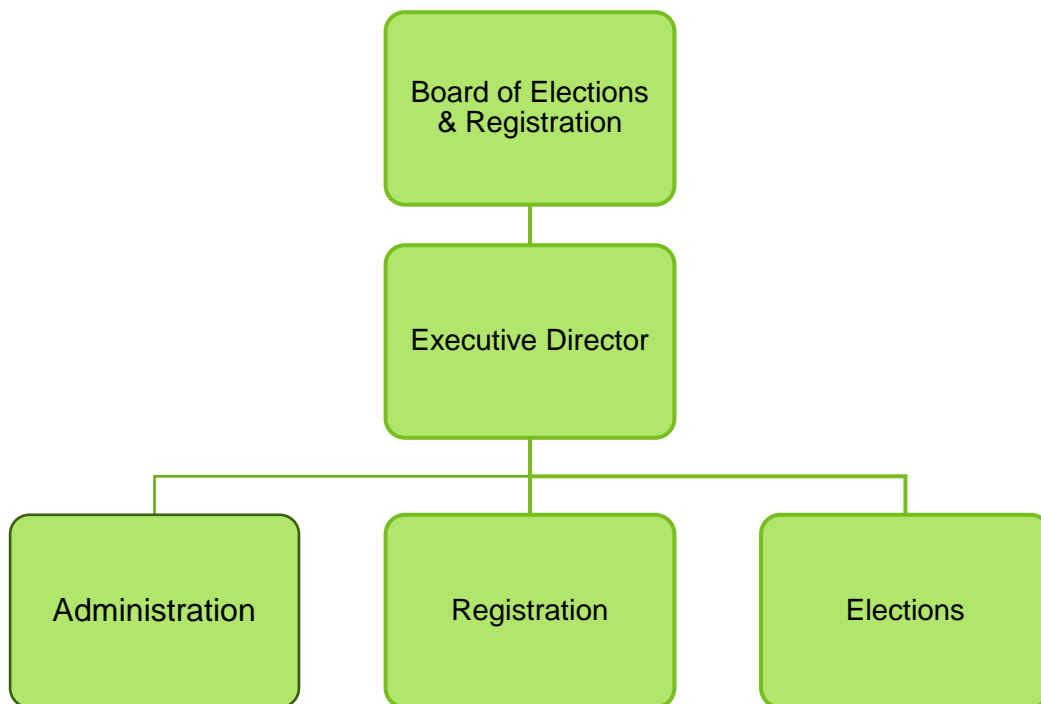 Board of Elections
& Registration
Executive Director
Administration
Registration
Elections